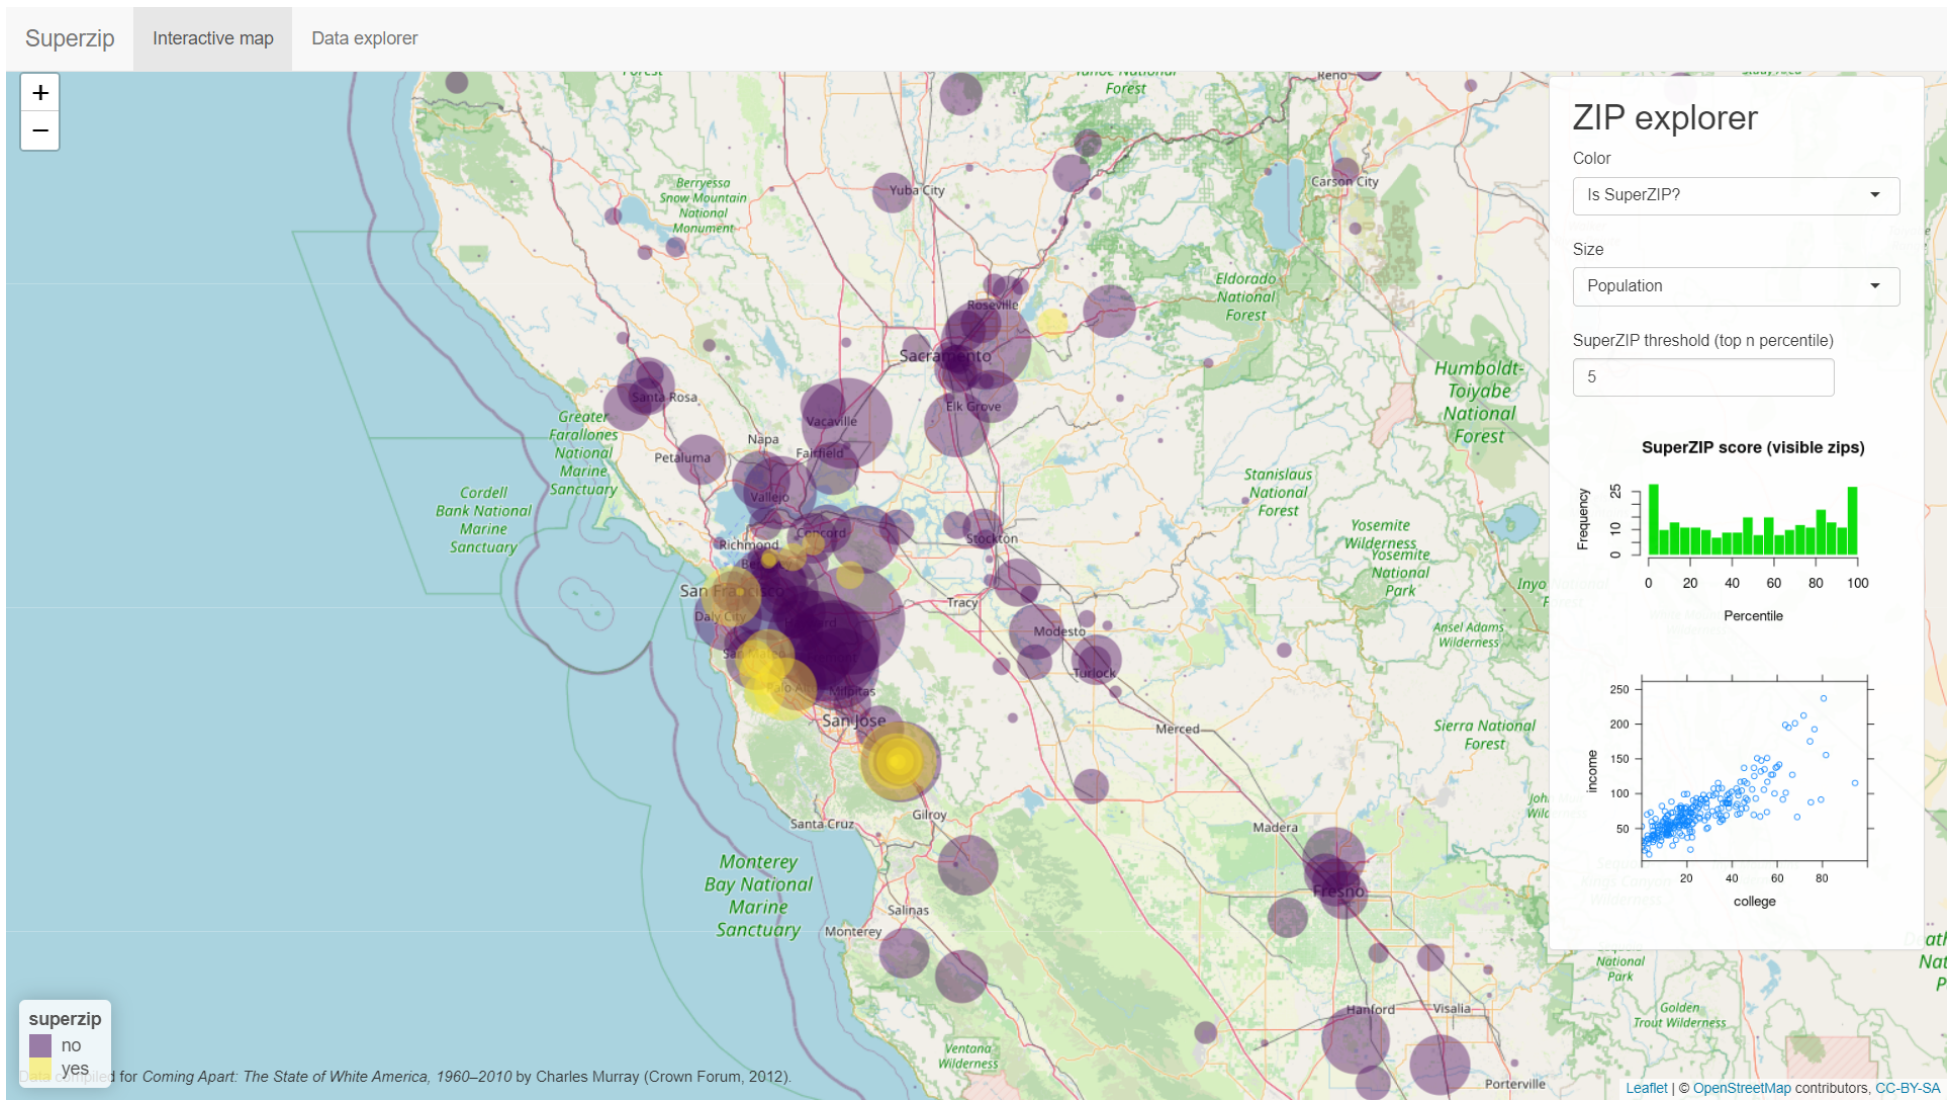 Superzip
Interactive map
Data explorer
+
−
Forest
Forest
Reno
Berryessa
Snow Mountain
National
Monument
Yuba City
Carson City
Eldorado
National
Forest
Roseville
Sacramento
Humboldt-
Toiyabe
National
Forest
Santa Rosa
Elk Grove
Vacaville
Greater
Farallones
National
Marine
Sanctuary
Napa
Petaluma
Fairfield
Stanislaus
National
Forest
Cordell
Bank National
Marine
Sanctuary
Vallejo
Concord
Stockton
Yosemite
Wilderness
Yosemite
National
Park
Richmond
San Francisco
Tracy
Daly City
Modesto
Ansel Adams
Wilderness
Turlock
Palo Alto
Milpitas
San Jose
Merced
Sierra National
Forest
Gilroy
Santa Cruz
Madera
Monterey
Bay National
Marine
Sanctuary
Fresno
Salinas
Monterey
Hanford
Visalia
Ventana
Wilderness
Porterville
National
Park
Golden
Trout Wilderness
ZIP explorer
Color
Is SuperZIP?
Size
Population
SuperZIP threshold (top n percentile)
5
SuperZIP score (visible zips)
Frequency
25
10
0
0 20 40 60 80 100
Percentile
income
250
200
150
100
50
20 40 60 80
college
superzip
no
yes
Data compiled for Coming Apart: The State of White America, 1960–2010 by Charles Murray (Crown Forum, 2012).
Leaflet | © OpenStreetMap contributors, CC-BY-SA